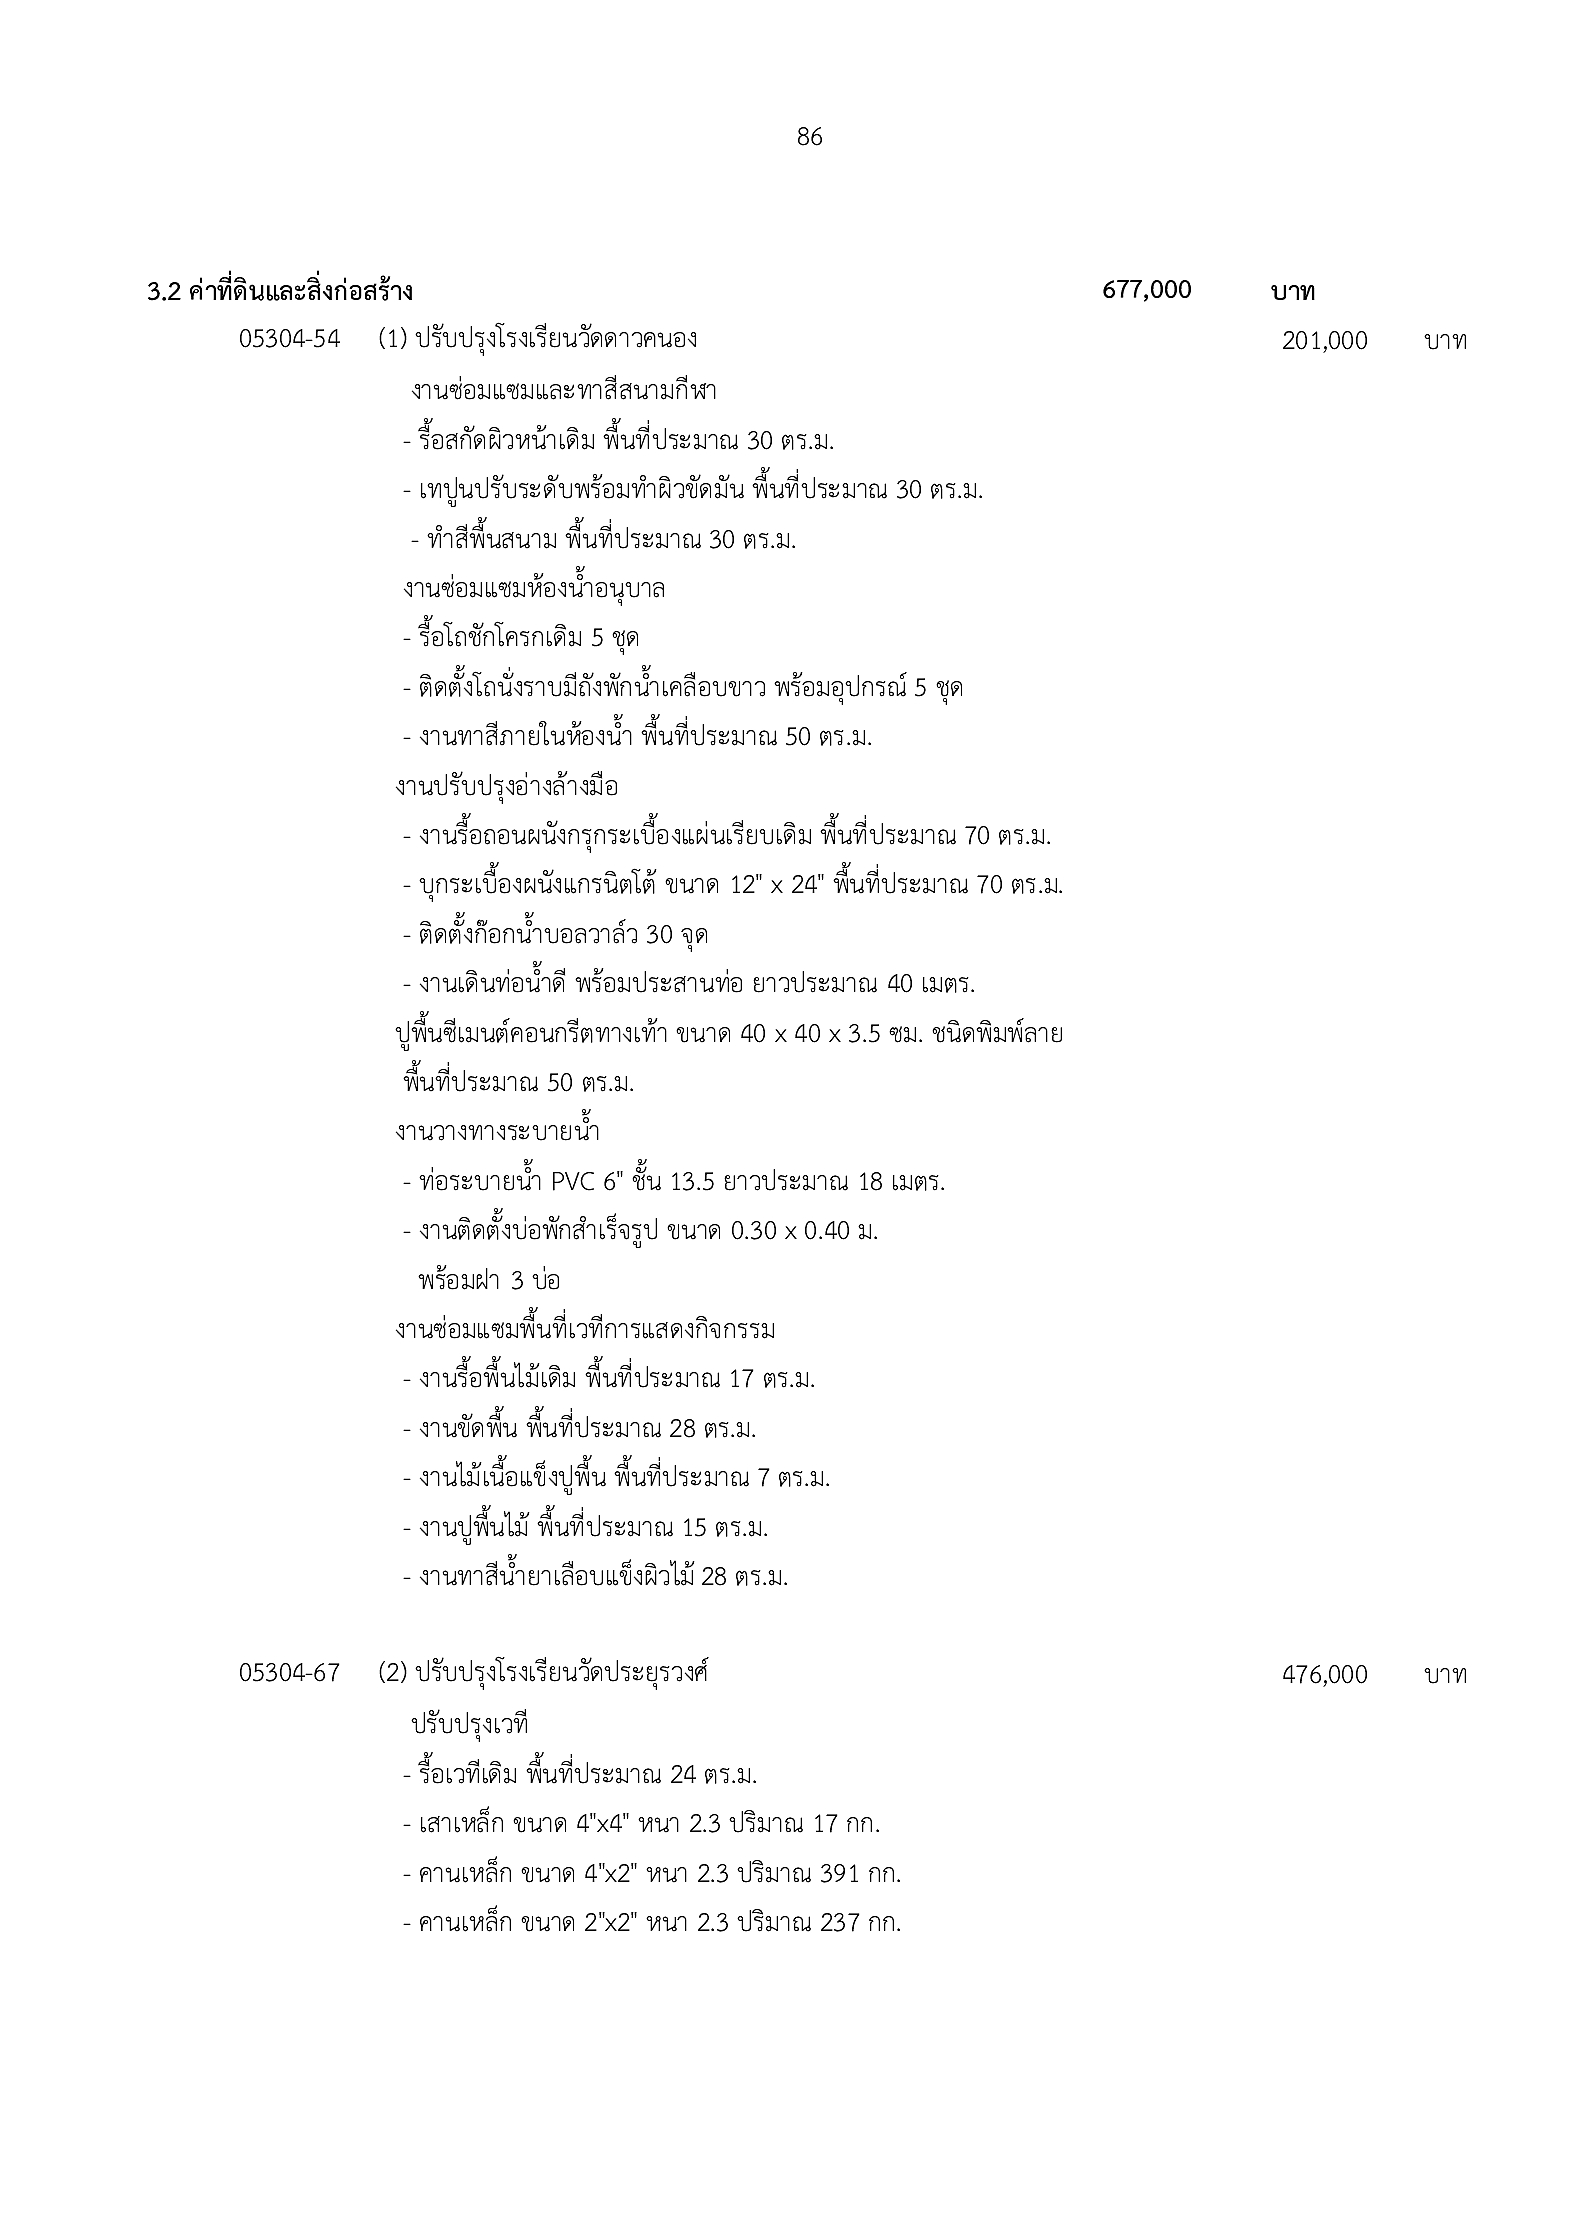 86
3.2 ค่าที่ดินและสิ่งก่อสร้าง 677,000 บาท
05304-54 (1) ปรับปรุงโรงเรียนวัดดาวคนอง 201,000 บาท
งานซ่อมแซมและทาสีสนามกีฬา
- รื้อสกัดผิวหน้าเดิม พื้นที่ประมาณ 30 ตร.ม.
- เทปูนปรับระดับพร้อมทำผิวขัดมัน พื้นที่ประมาณ 30 ตร.ม.
- ทำสีพื้นสนาม พื้นที่ประมาณ 30 ตร.ม.
งานซ่อมแซมห้องน้ำอนุบาล
- รื้อโถชักโครกเดิม 5 ชุด
- ติดตั้งโถนั่งราบมีถังพักน้ำเคลือบขาว พร้อมอุปกรณ์ 5 ชุด
- งานทาสีภายในห้องน้ำ พื้นที่ประมาณ 50 ตร.ม.
งานปรับปรุงอ่างล้างมือ
- งานรื้อถอนผนังกรุกระเบื้องแผ่นเรียบเดิม พื้นที่ประมาณ 70 ตร.ม.
- บุกระเบื้องผนังแกรนิตโต้ ขนาด 12" x 24" พื้นที่ประมาณ 70 ตร.ม.
- ติดตั้งก๊อกน้ำบอลวาล์ว 30 จุด
- งานเดินท่อน้ำดี พร้อมประสานท่อ ยาวประมาณ 40 เมตร.
ปูพื้นซีเมนต์คอนกรีตทางเท้า ขนาด 40 x 40 x 3.5 ซม. ชนิดพิมพ์ลาย
พื้นที่ประมาณ 50 ตร.ม.
งานวางทางระบายน้ำ
- ท่อระบายน้ำ PVC 6" ชั้น 13.5 ยาวประมาณ 18 เมตร.
- งานติดตั้งบ่อพักสำเร็จรูป ขนาด 0.30 x 0.40 ม.
พร้อมฝา 3 บ่อ
งานซ่อมแซมพื้นที่เวทีการแสดงกิจกรรม
- งานรื้อพื้นไม้เดิม พื้นที่ประมาณ 17 ตร.ม.
- งานขัดพื้น พื้นที่ประมาณ 28 ตร.ม.
- งานไม้เนื้อแข็งปูพื้น พื้นที่ประมาณ 7 ตร.ม.
- งานปูพื้นไม้ พื้นที่ประมาณ 15 ตร.ม.
- งานทาสีน้ำยาเลือบแข็งผิวไม้ 28 ตร.ม.
05304-67 (2) ปรับปรุงโรงเรียนวัดประยุรวงศ์ 476,000 บาท
ปรับปรุงเวที
- รื้อเวทีเดิม พื้นที่ประมาณ 24 ตร.ม.
- เสาเหล็ก ขนาด 4"x4" หนา 2.3 ปริมาณ 17 กก.
- คานเหล็ก ขนาด 4"x2" หนา 2.3 ปริมาณ 391 กก.
- คานเหล็ก ขนาด 2"x2" หนา 2.3 ปริมาณ 237 กก.